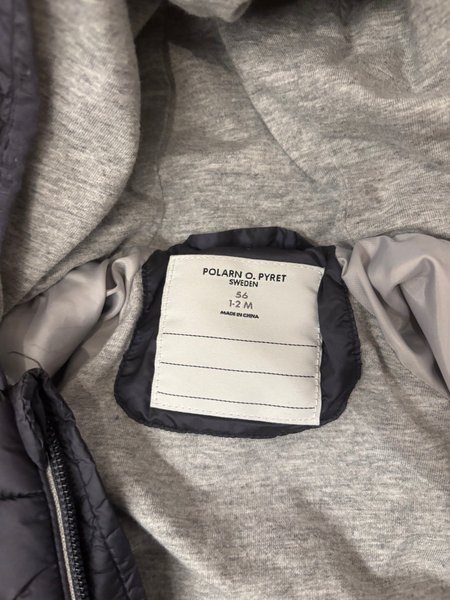 POLARN O. PYRET
SWEDEN
56
1-2 M
MADE IN CHINA